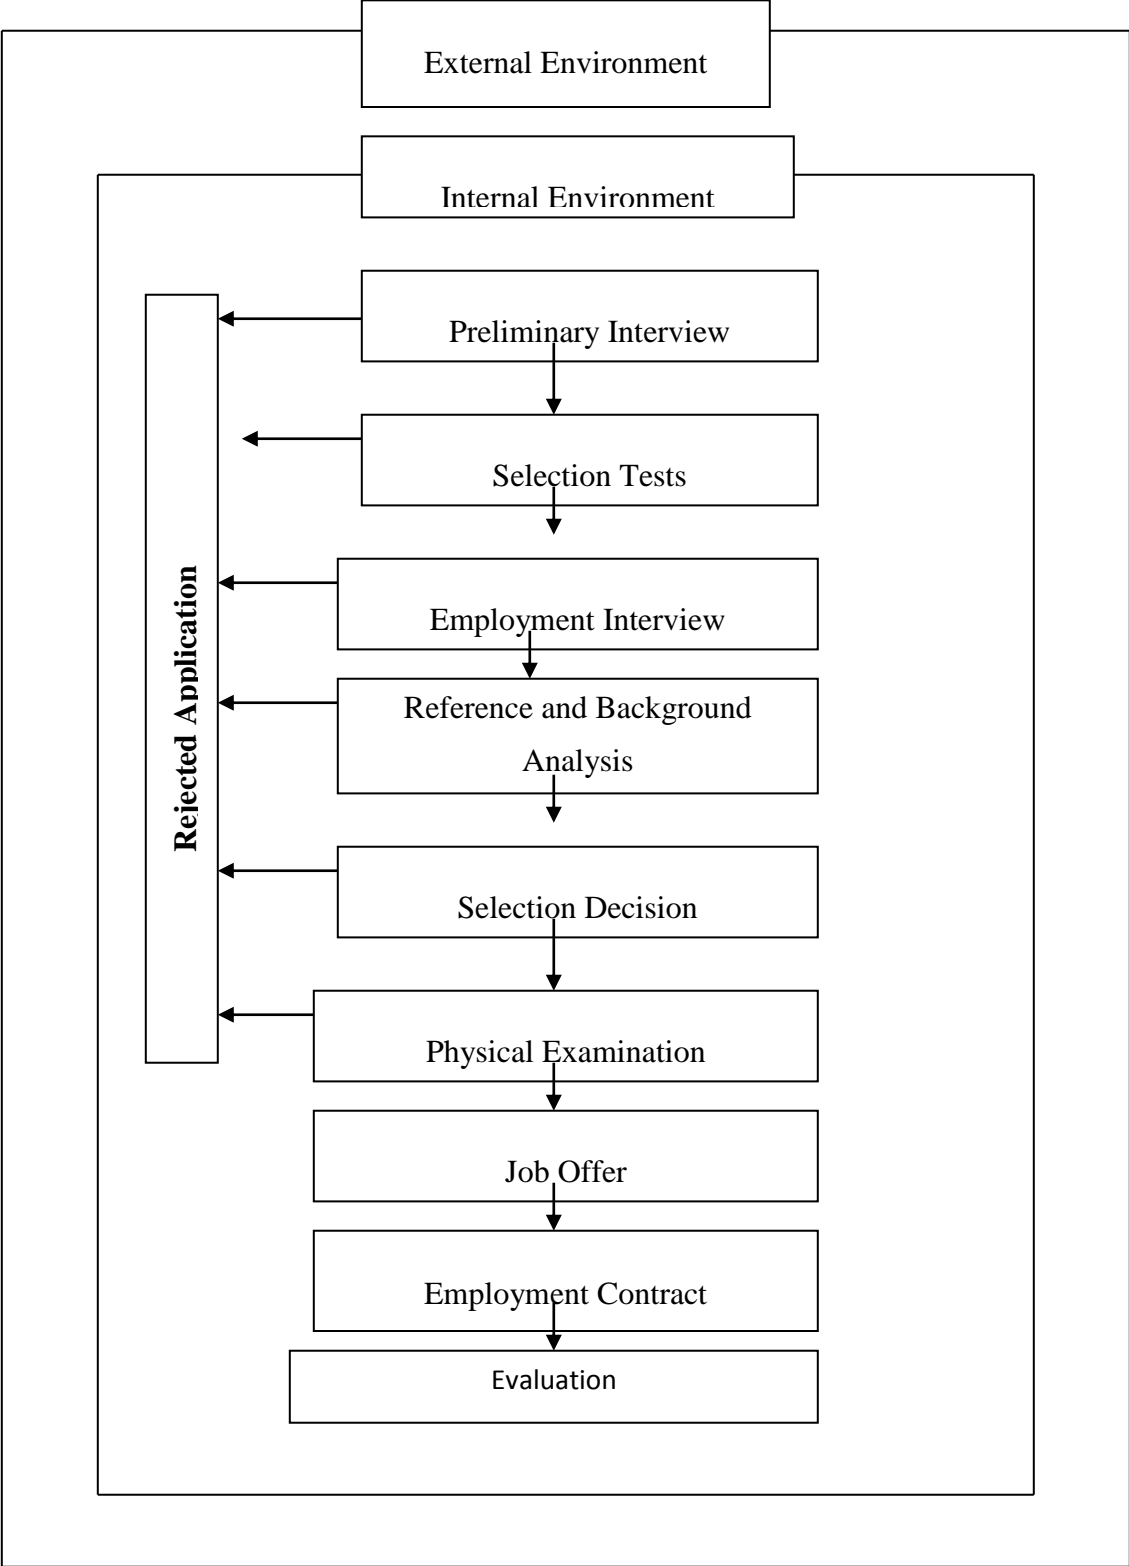 External Environment
Internal Environment
Preliminary Interview
Selection Tests
Rejected Application
Employment Interview
Reference and Background
Analysis
Selection Decision
Physical Examination
Job Offer
Employment Contract
Evaluation